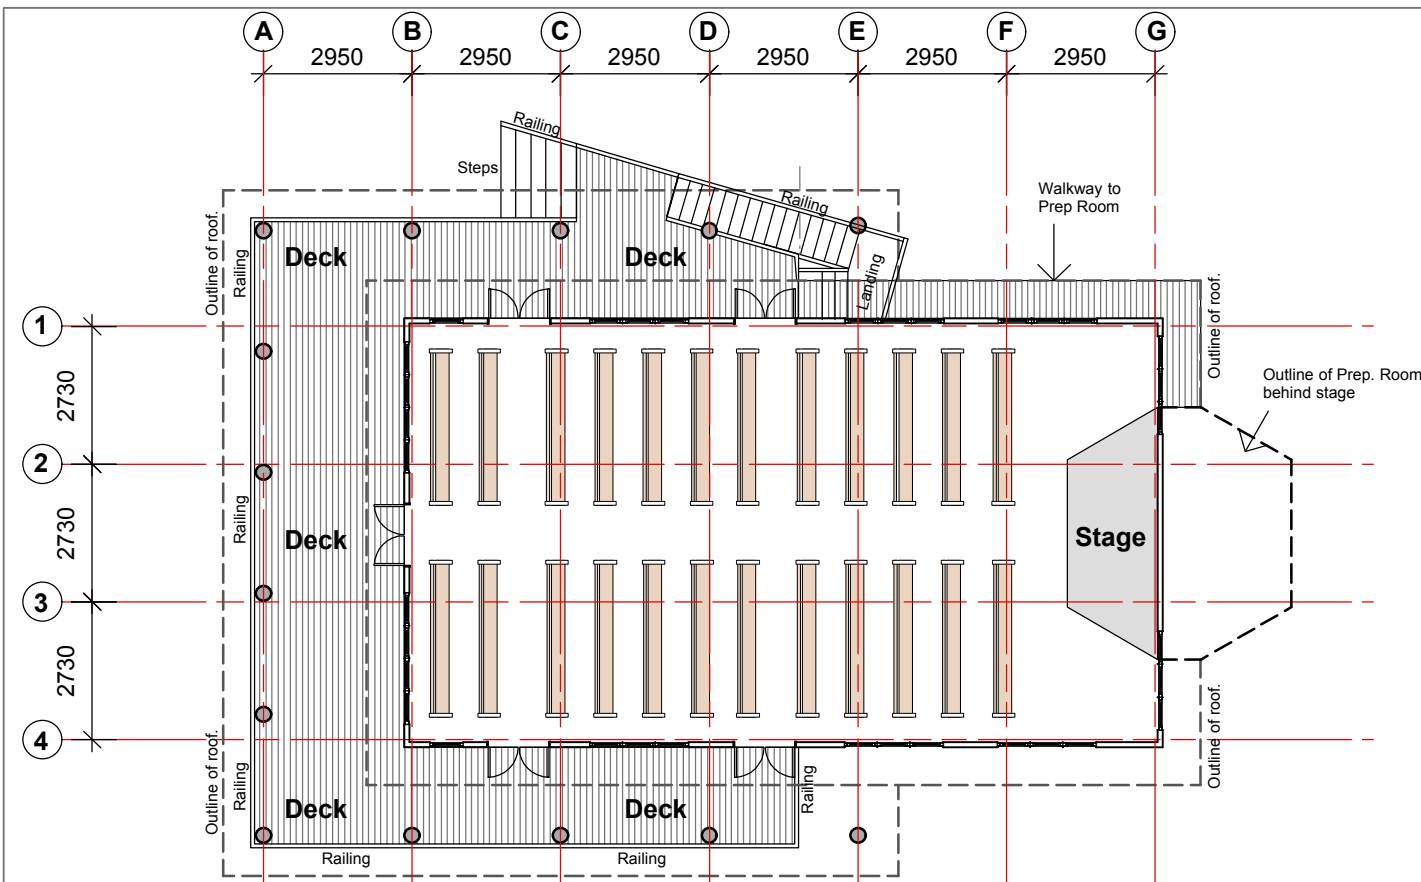 A B C D E F G
2950 2950 2950 2950 2950 2950
Railing
Steps
Railing
Walkway to
Prep Room
Outline of roof.
Railing
Deck
Deck
Landing
Outline of roof.
1
2730
Outline of Prep. Room
behind stage
2
Railing
Deck
Stage
2730
3
2730
Outline of roof.
4
Outline of roof.
Railing
Railing
Deck
Deck
Railing
Railing